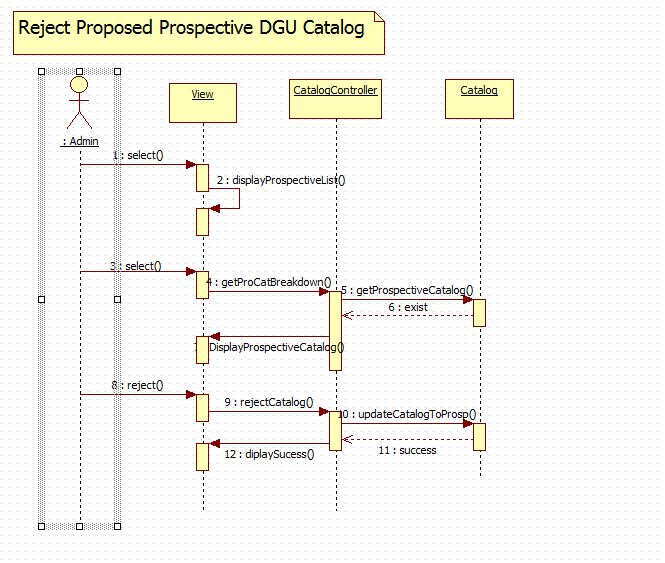 Reject Proposed Prospective DGU Catalog
View
CatalogController
Catalog
: Admin
1 : select()
2 : displayProspectiveList()
3 : select()
4 : getProCatBreakdown()
5 : getProspectiveCatalog()
6 : exist
DisplayProspectiveCatalog()
8 : reject()
9 : rejectCatalog()
10 : updateCatalogToProsp()
11 : success
12 : diplaySucess()